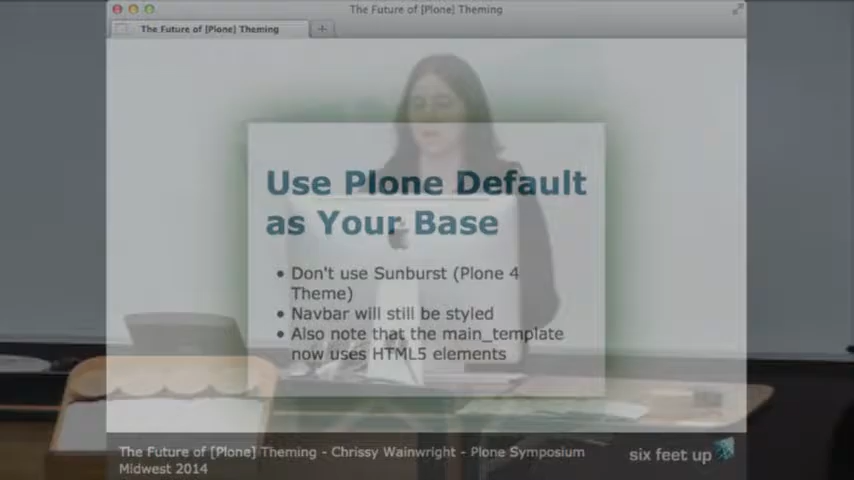 The Future of [Plone] Theming
The Future of [Plone] Theming
Use Plone Default
as Your Base
• Don't use Sunburst (Plone 4
Theme)
• Navbar will still be styled
• Also note that the main_template
now uses HTML5 elements
The Future of [Plone] Theming - Chrissy Wainwright - Plone Symposium
Midwest 2014
six feet up